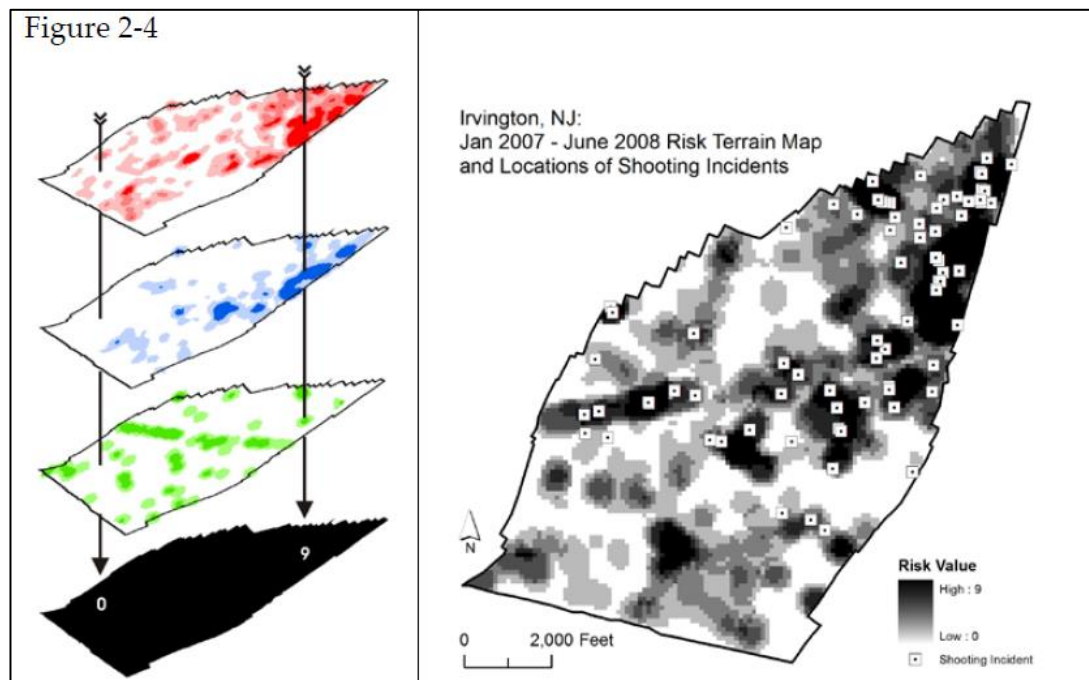 Figure 2-4
0
9
Irvington, NJ:
Jan 2007 - June 2008 Risk Terrain Map
and Locations of Shooting Incidents
N
0 2,000 Feet
Risk Value
High : 9
Low : 0
Shooting Incident